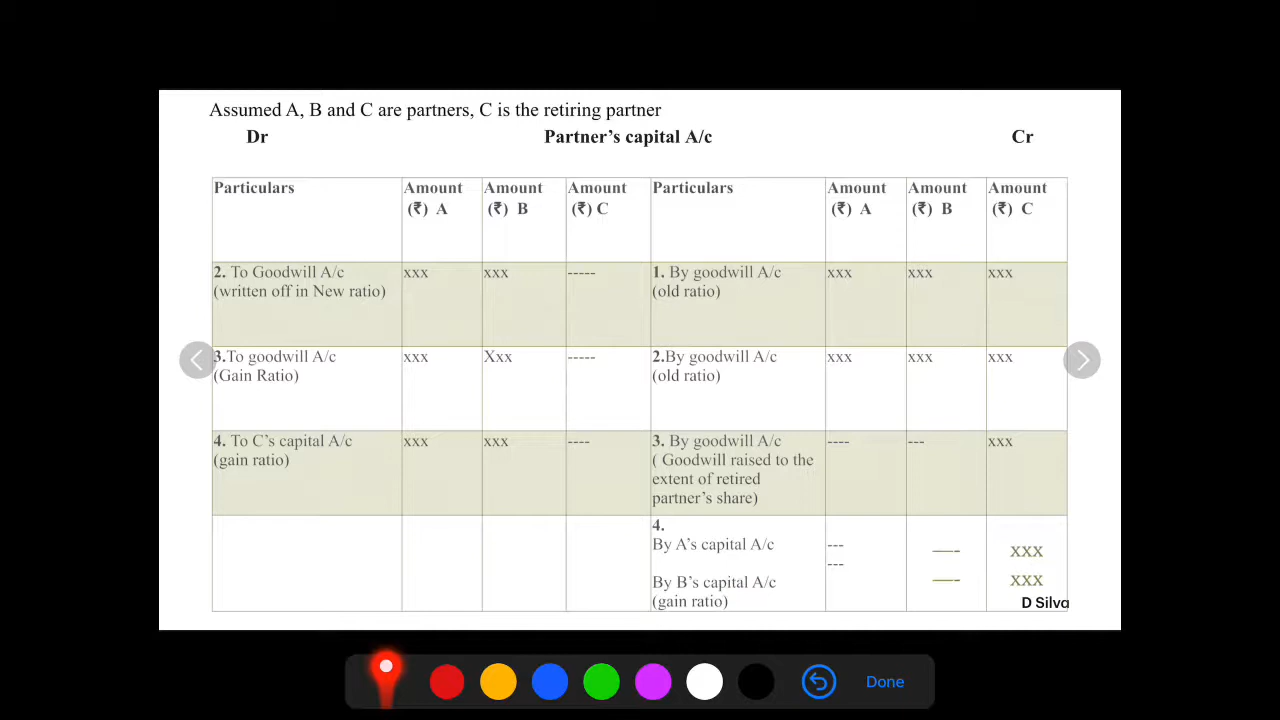 Assumed A, B and C are partners, C is the retiring partner
Dr Partner's capital A/c Cr
Particulars Amount Amount Amount Particulars Amount Amount Amount
(₹) A (₹) B (₹) C (₹) A (₹) B (₹) C
2. To Goodwill A/c xxx xxx ----- 1. By goodwill A/c xxx xxx xxx
(written off in New ratio) (old ratio)
3.To goodwill A/c xxx Xxx ----- 2.By goodwill A/c xxx xxx xxx
(Gain Ratio) (old ratio)
4. To C's capital A/c xxx xxx ---- 3. By goodwill A/c ---- --- xxx
(gain ratio) ( Goodwill raised to the
extent of retired
partner's share)
4.
By A's capital A/c --- —-- xxx
---
By B's capital A/c —-- xxx
(gain ratio)
D Silva
Done